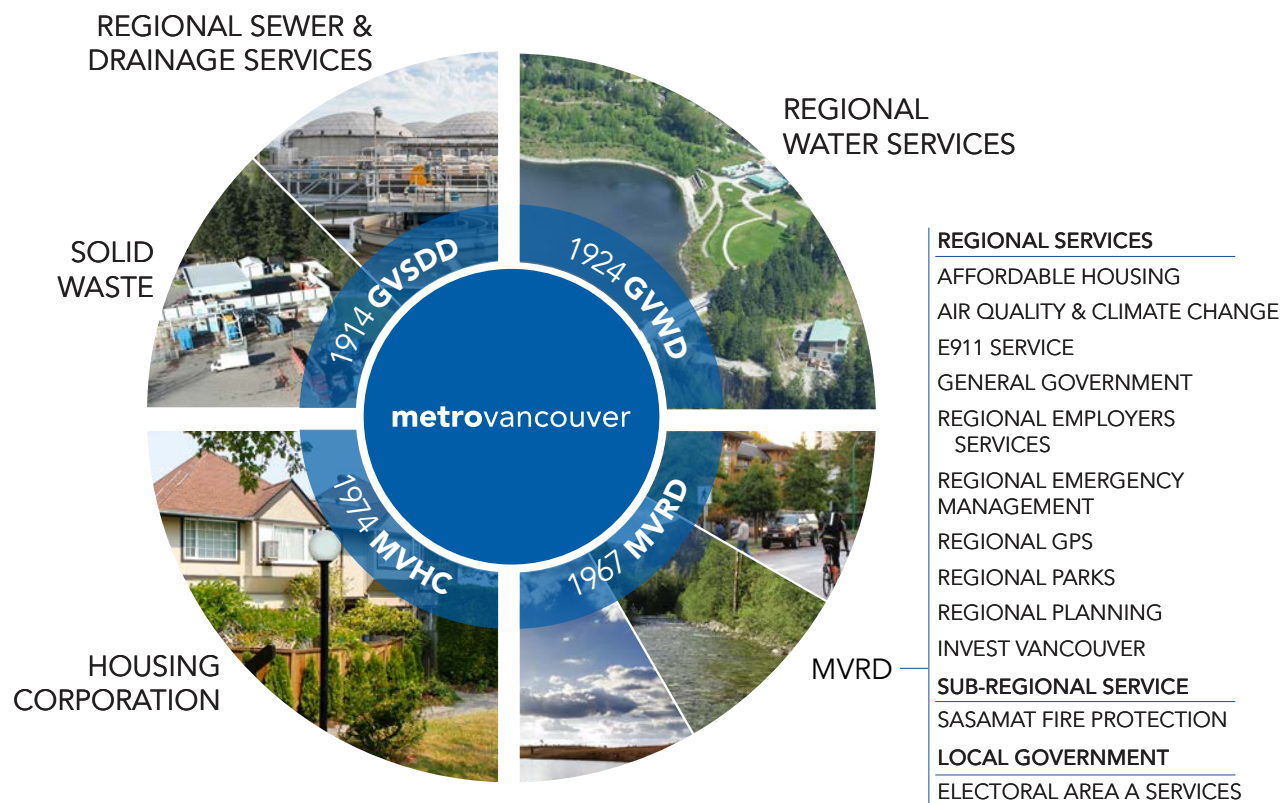 REGIONAL SEWER &
DRAINAGE SERVICES
REGIONAL
WATER SERVICES
SOLID
WASTE
1914 GVSDD
1924 GVWD
metrovancouver
1974 MVHC
1967 MVRD
HOUSING
CORPORATION
MVRD
REGIONAL SERVICES
AFFORDABLE HOUSING
AIR QUALITY & CLIMATE CHANGE
E911 SERVICE
GENERAL GOVERNMENT
REGIONAL EMPLOYERS
SERVICES
REGIONAL EMERGENCY
MANAGEMENT
REGIONAL GPS
REGIONAL PARKS
REGIONAL PLANNING
INVEST VANCOUVER
SUB-REGIONAL SERVICE
SASAMAT FIRE PROTECTION
LOCAL GOVERNMENT
ELECTORAL AREA A SERVICES